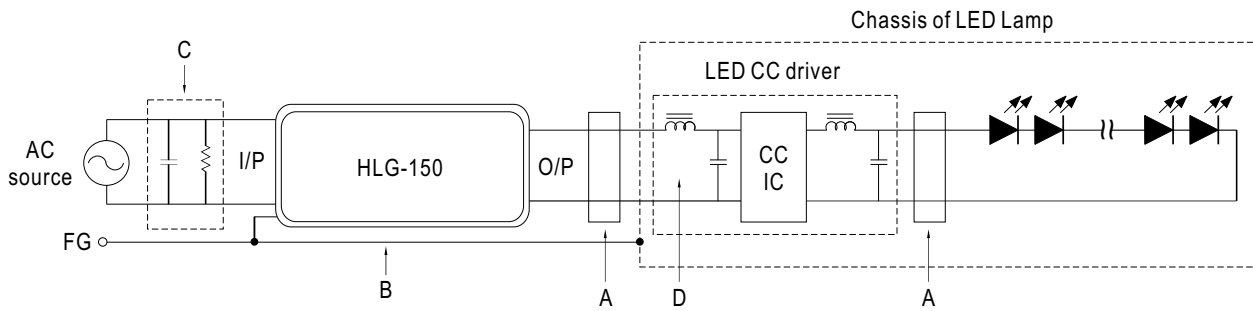 Chassis of LED Lamp
C
LED CC driver
AC
source
I/P
HLG-150
O/P
CC
IC
FG
B
A
D
A